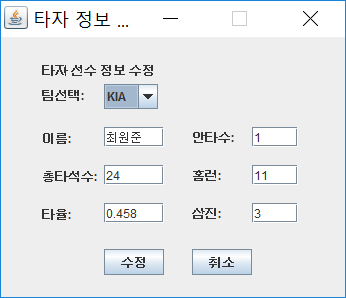 타자 정보 ...
타자 선수 정보 수정
팀선택: KIA
이름: 최원준 안타수: 1
총타석수: 24 홈런: 11
타율: 0.458 삼진: 3
수정 취소